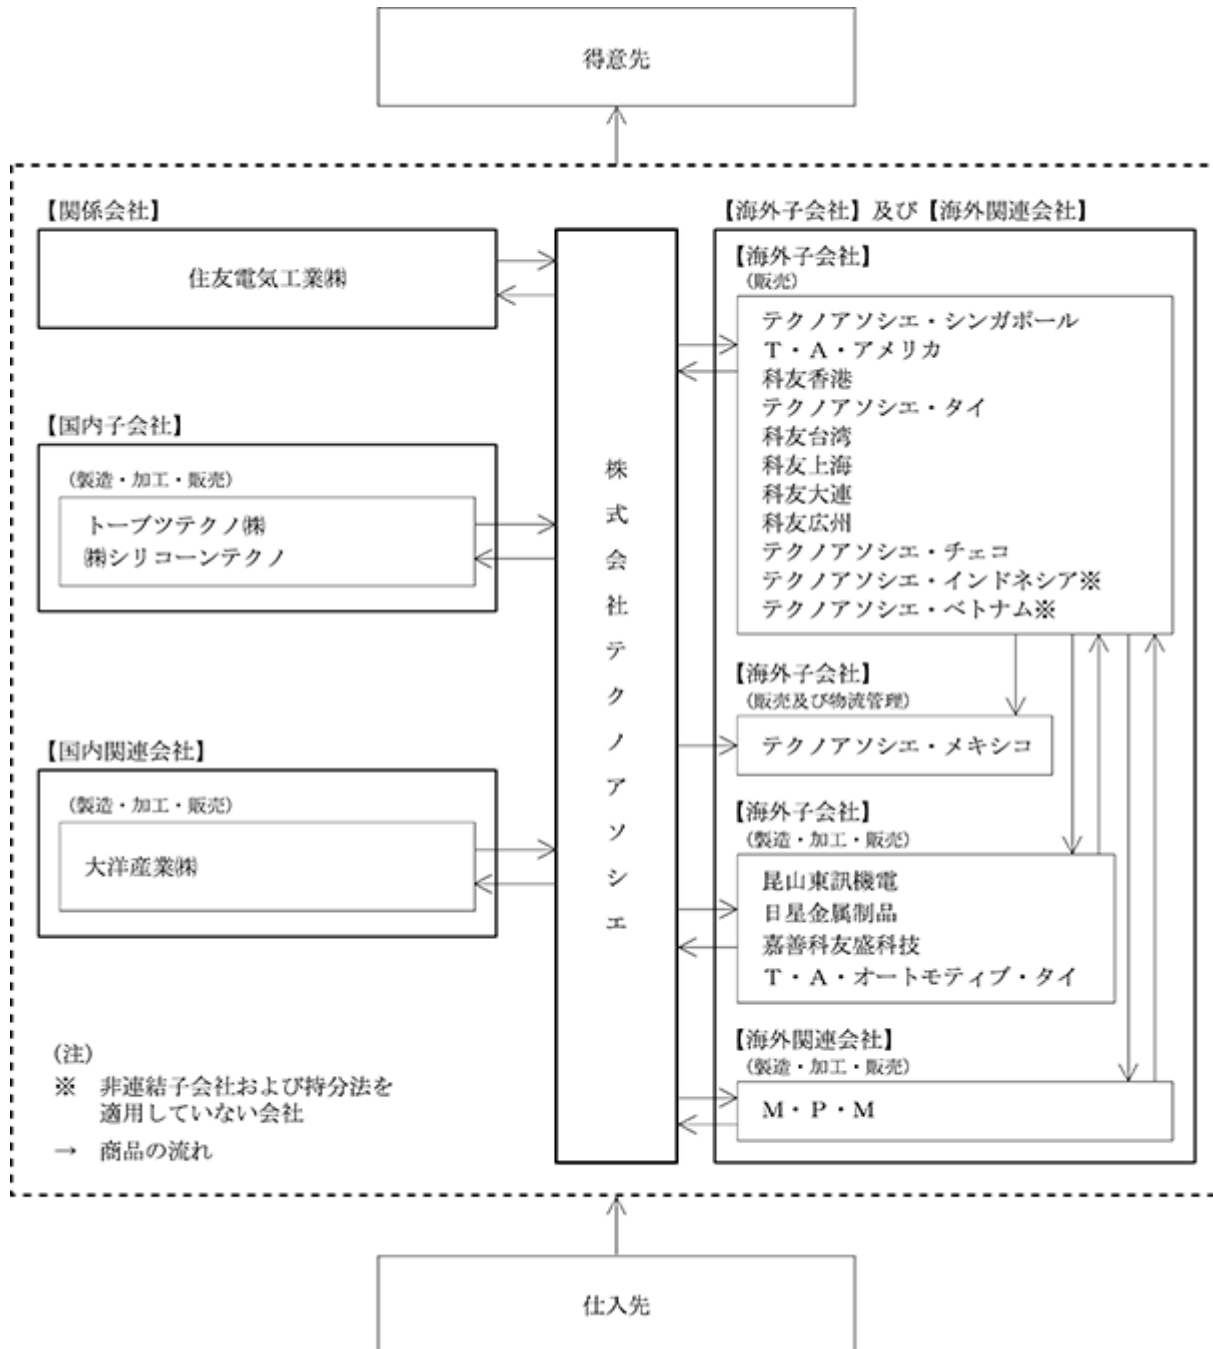 得意先
【関係会社】
住友電気工業㈱
【国内子会社】
(製造・加工・販売)
トーブツテクノ㈱
㈱シリコーンテクノ
【国内関連会社】
(製造・加工・販売)
大洋産業㈱
(注)
※ 非連結子会社および持分法を
適用していない会社
→ 商品の流れ
株式会社テクノアソシエ
【海外子会社】及び【海外関連会社】
【海外子会社】
(販売)
テクノアソシエ・シンガポール
T・A・アメリカ
科友香港
テクノアソシエ・タイ
科友台湾
科友上海
科友大連
科友広州
テクノアソシエ・チェコ
テクノアソシエ・インドネシア※
テクノアソシエ・ベトナム※
【海外子会社】
(販売及び物流管理)
テクノアソシエ・メキシコ
【海外子会社】
(製造・加工・販売)
昆山東訊機電
日星金属制品
嘉善科友盛科技
T・A・オートモティブ・タイ
【海外関連会社】
(製造・加工・販売)
M・P・M
仕入先